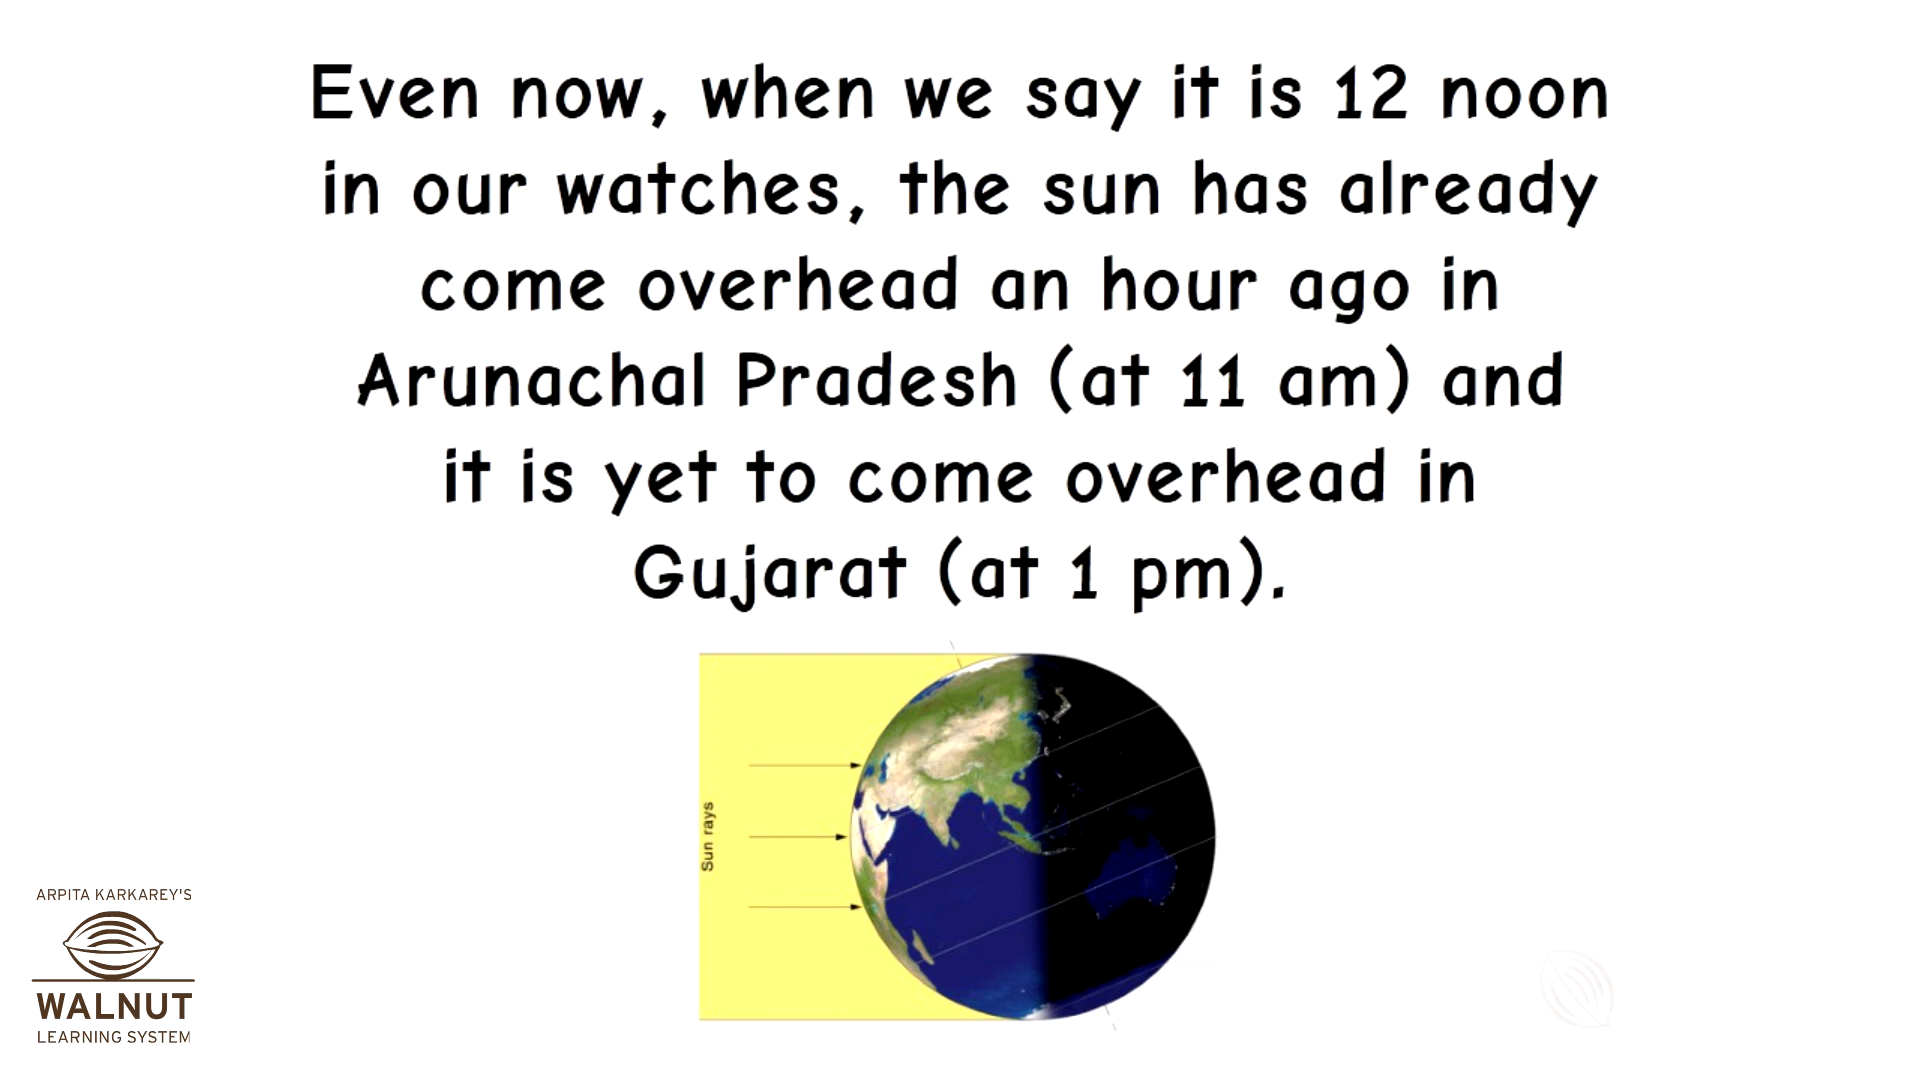 Even now, when we say it is 12 noon
in our watches, the sun has already
come overhead an hour ago in
Arunachal Pradesh (at 11 am) and
it is yet to come overhead in
Gujarat (at 1 pm).
Sun rays
ARPITA KARKAREY'S
WALNUT
LEARNING SYSTEM